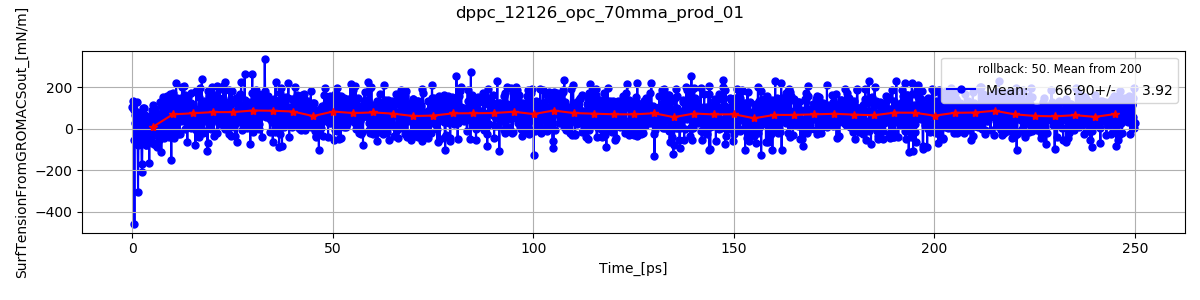 dppc_12126_opc_70mma_prod_01
SurfTensionFromGROMACSout_[mN/m]
200
0
−200
−400
rollback: 50. Mean from 200
Mean: 66.90+/- 3.92
0 50 100 150 200 250
Time_[ps]